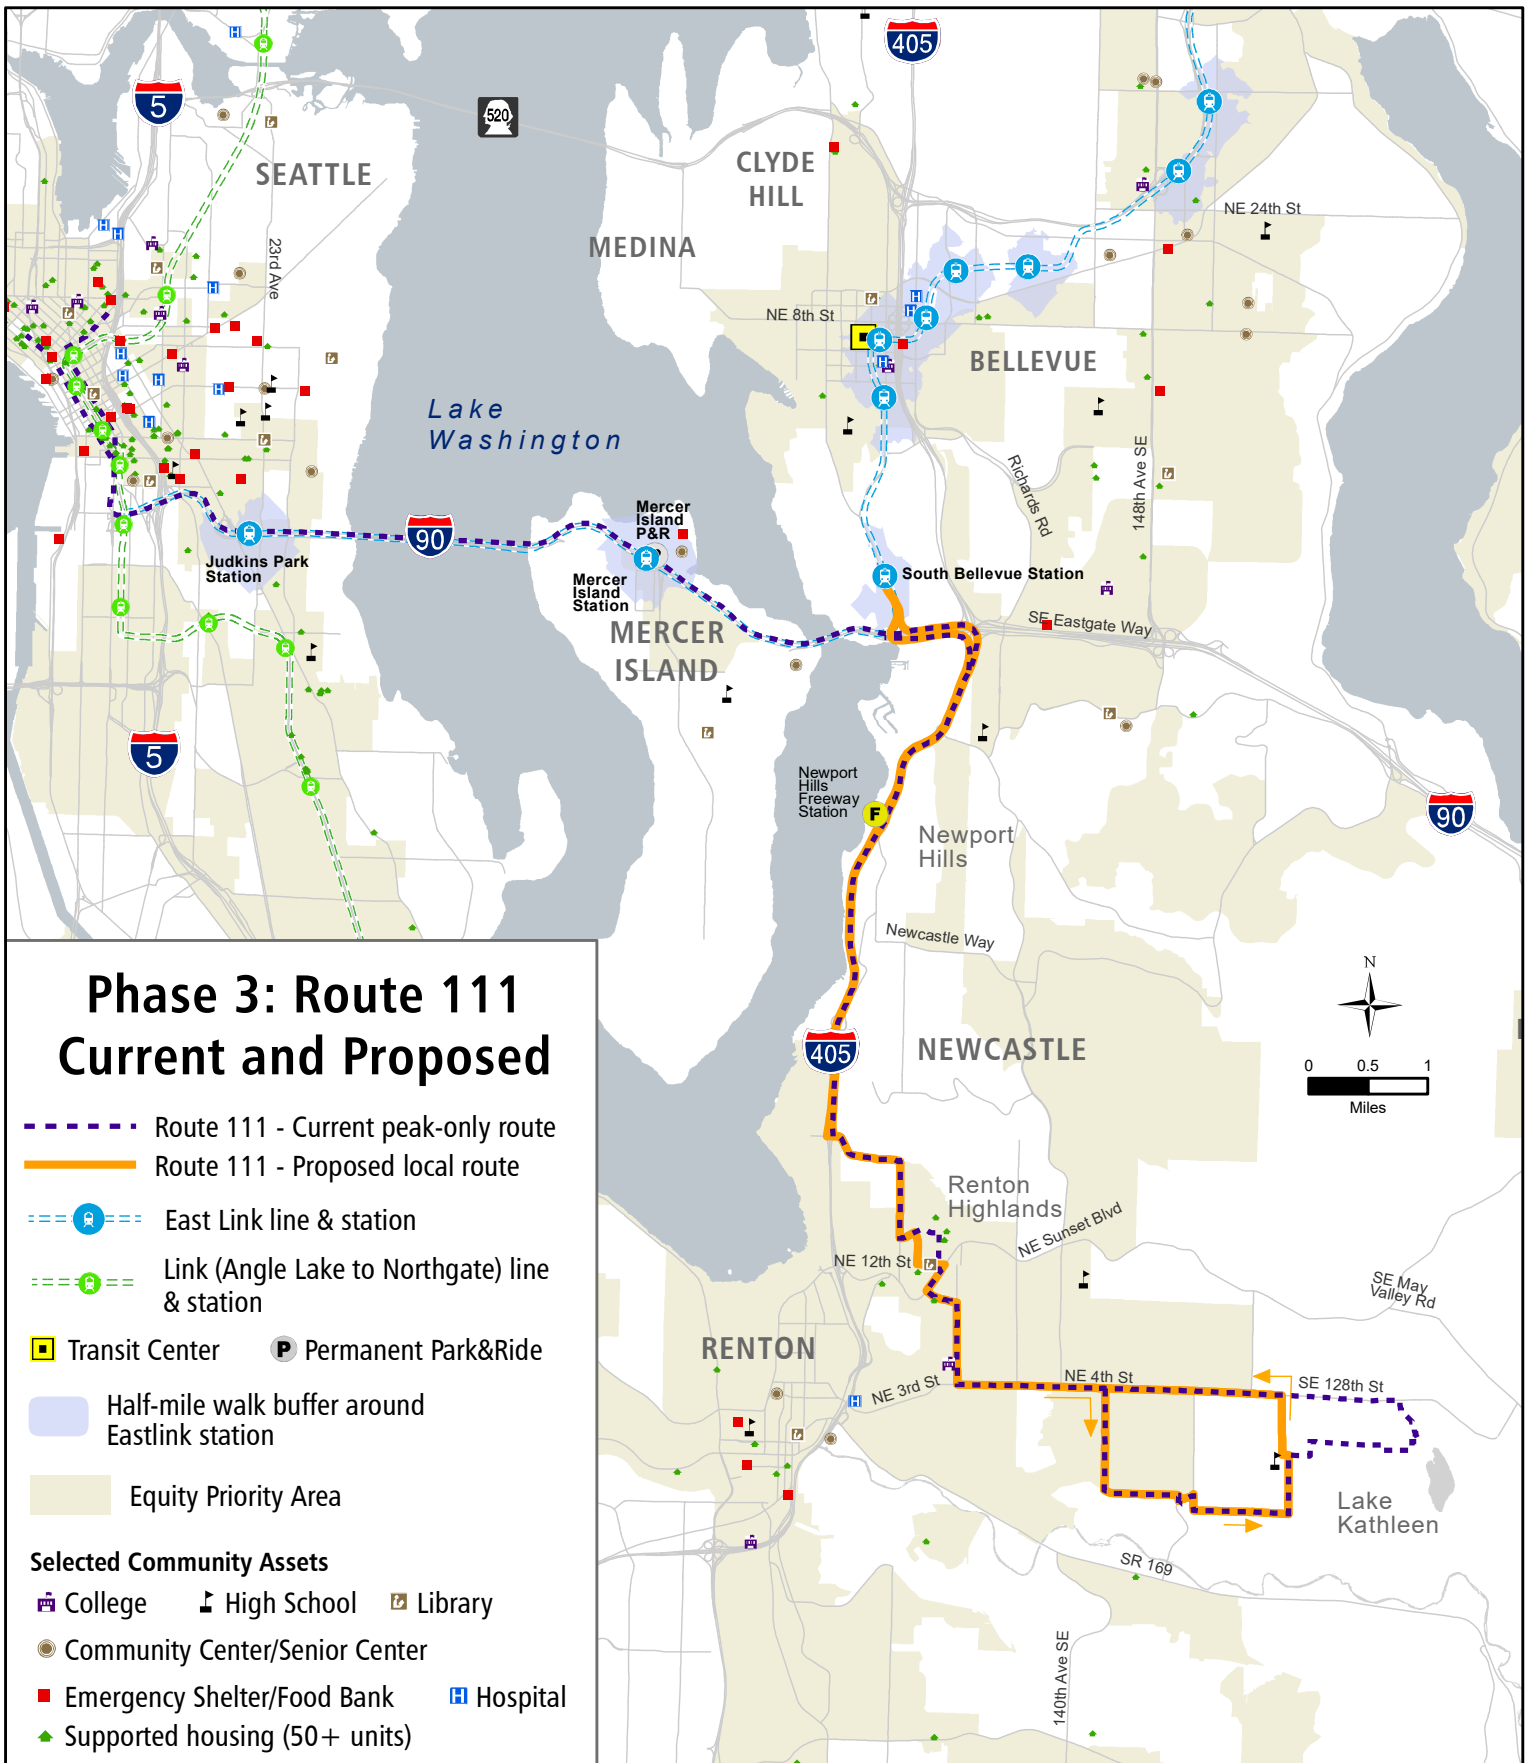 405
5
520
SEATTLE
CLYDE
HILL
MEDINA
NE 24th St
23rd Ave
NE 8th St
BELLEVUE
Lake
Washington
Richards Rd
148th Ave SE
Mercer
Island
P&R
90
Judkins Park
Station
Mercer
Island
Station
South Bellevue Station
SE Eastgate Way
MERCER
ISLAND
5
Newport
Hills
Freeway
Station
F
Newport
Hills
90
Newcastle Way
NEWCASTLE
405
N
0 0.5 1
Miles
Renton
Highlands
NE Sunset Blvd
NE 12th St
SE May
Valley Rd
RENTON
NE 3rd St
NE 4th St
SE 128th St
Lake
Kathleen
SR 169
140th Ave SE
Phase 3: Route 111
Current and Proposed
Route 111 - Current peak-only route
Route 111 - Proposed local route
East Link line & station
Link (Angle Lake to Northgate) line
& station
Transit Center
P Permanent Park&Ride
Half-mile walk buffer around
Eastlink station
Equity Priority Area
Selected Community Assets
College
High School
Library
Community Center/Senior Center
Emergency Shelter/Food Bank
H Hospital
Supported housing (50+ units)